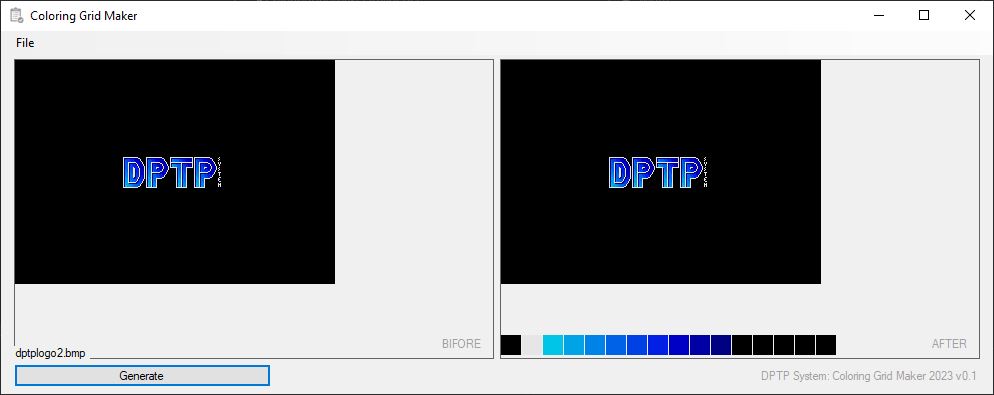 Coloring Grid Maker
File
DPTP SYSTEM
DPTP SYSTEM
BIFORE
AFTER
dptplogo2.bmp
Generate
DPTP System: Coloring Grid Maker 2023 v0.1